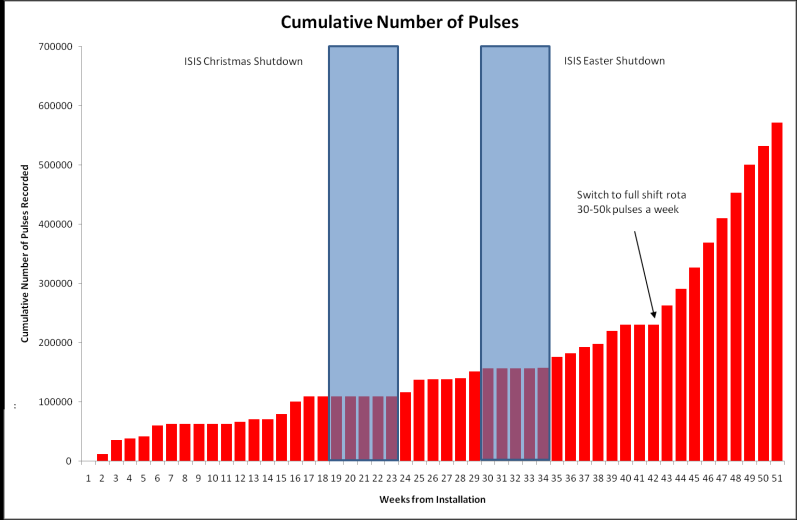 Cumulative Number of Pulses
700000
ISIS Christmas Shutdown
ISIS Easter Shutdown
600000
500000
Switch to full shift rota
30-50k pulses a week
400000
300000
200000
100000
0
Cumulative Number of Pulses Recorded
1 2 3 4 5 6 7 8 9 10 11 12 13 14 15 16 17 18 19 20 21 22 23 24 25 26 27 28 29 30 31 32 33 34 35 36 37 38 39 40 41 42 43 44 45 46 47 48 49 50 51
Weeks from Installation